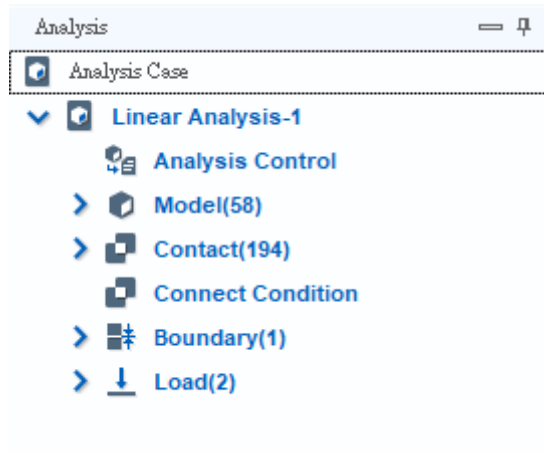 Analysis
Analysis Case
Linear Analysis-1
Analysis Control
Model(58)
Contact(194)
Connect Condition
Boundary(1)
Load(2)